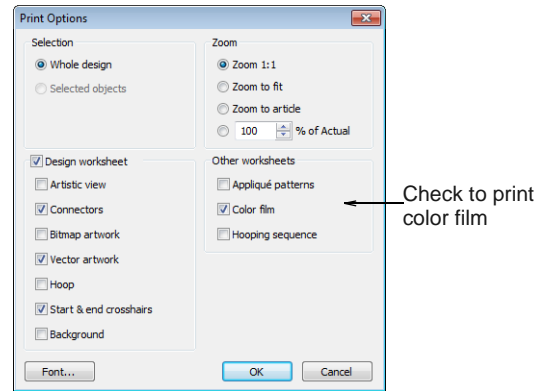 Print Options
Selection
Whole design
Selected objects
Zoom
Zoom 1:1
Zoom to fit
Zoom to article
100 % of Actual
Design worksheet
Artistic view
Connectors
Bitmap artwork
Vector artwork
Hoop
Start & end crosshairs
Background
Other worksheets
Appliqué patterns
Color film
Hooping sequence
Check to print
color film
Font...
OK
Cancel